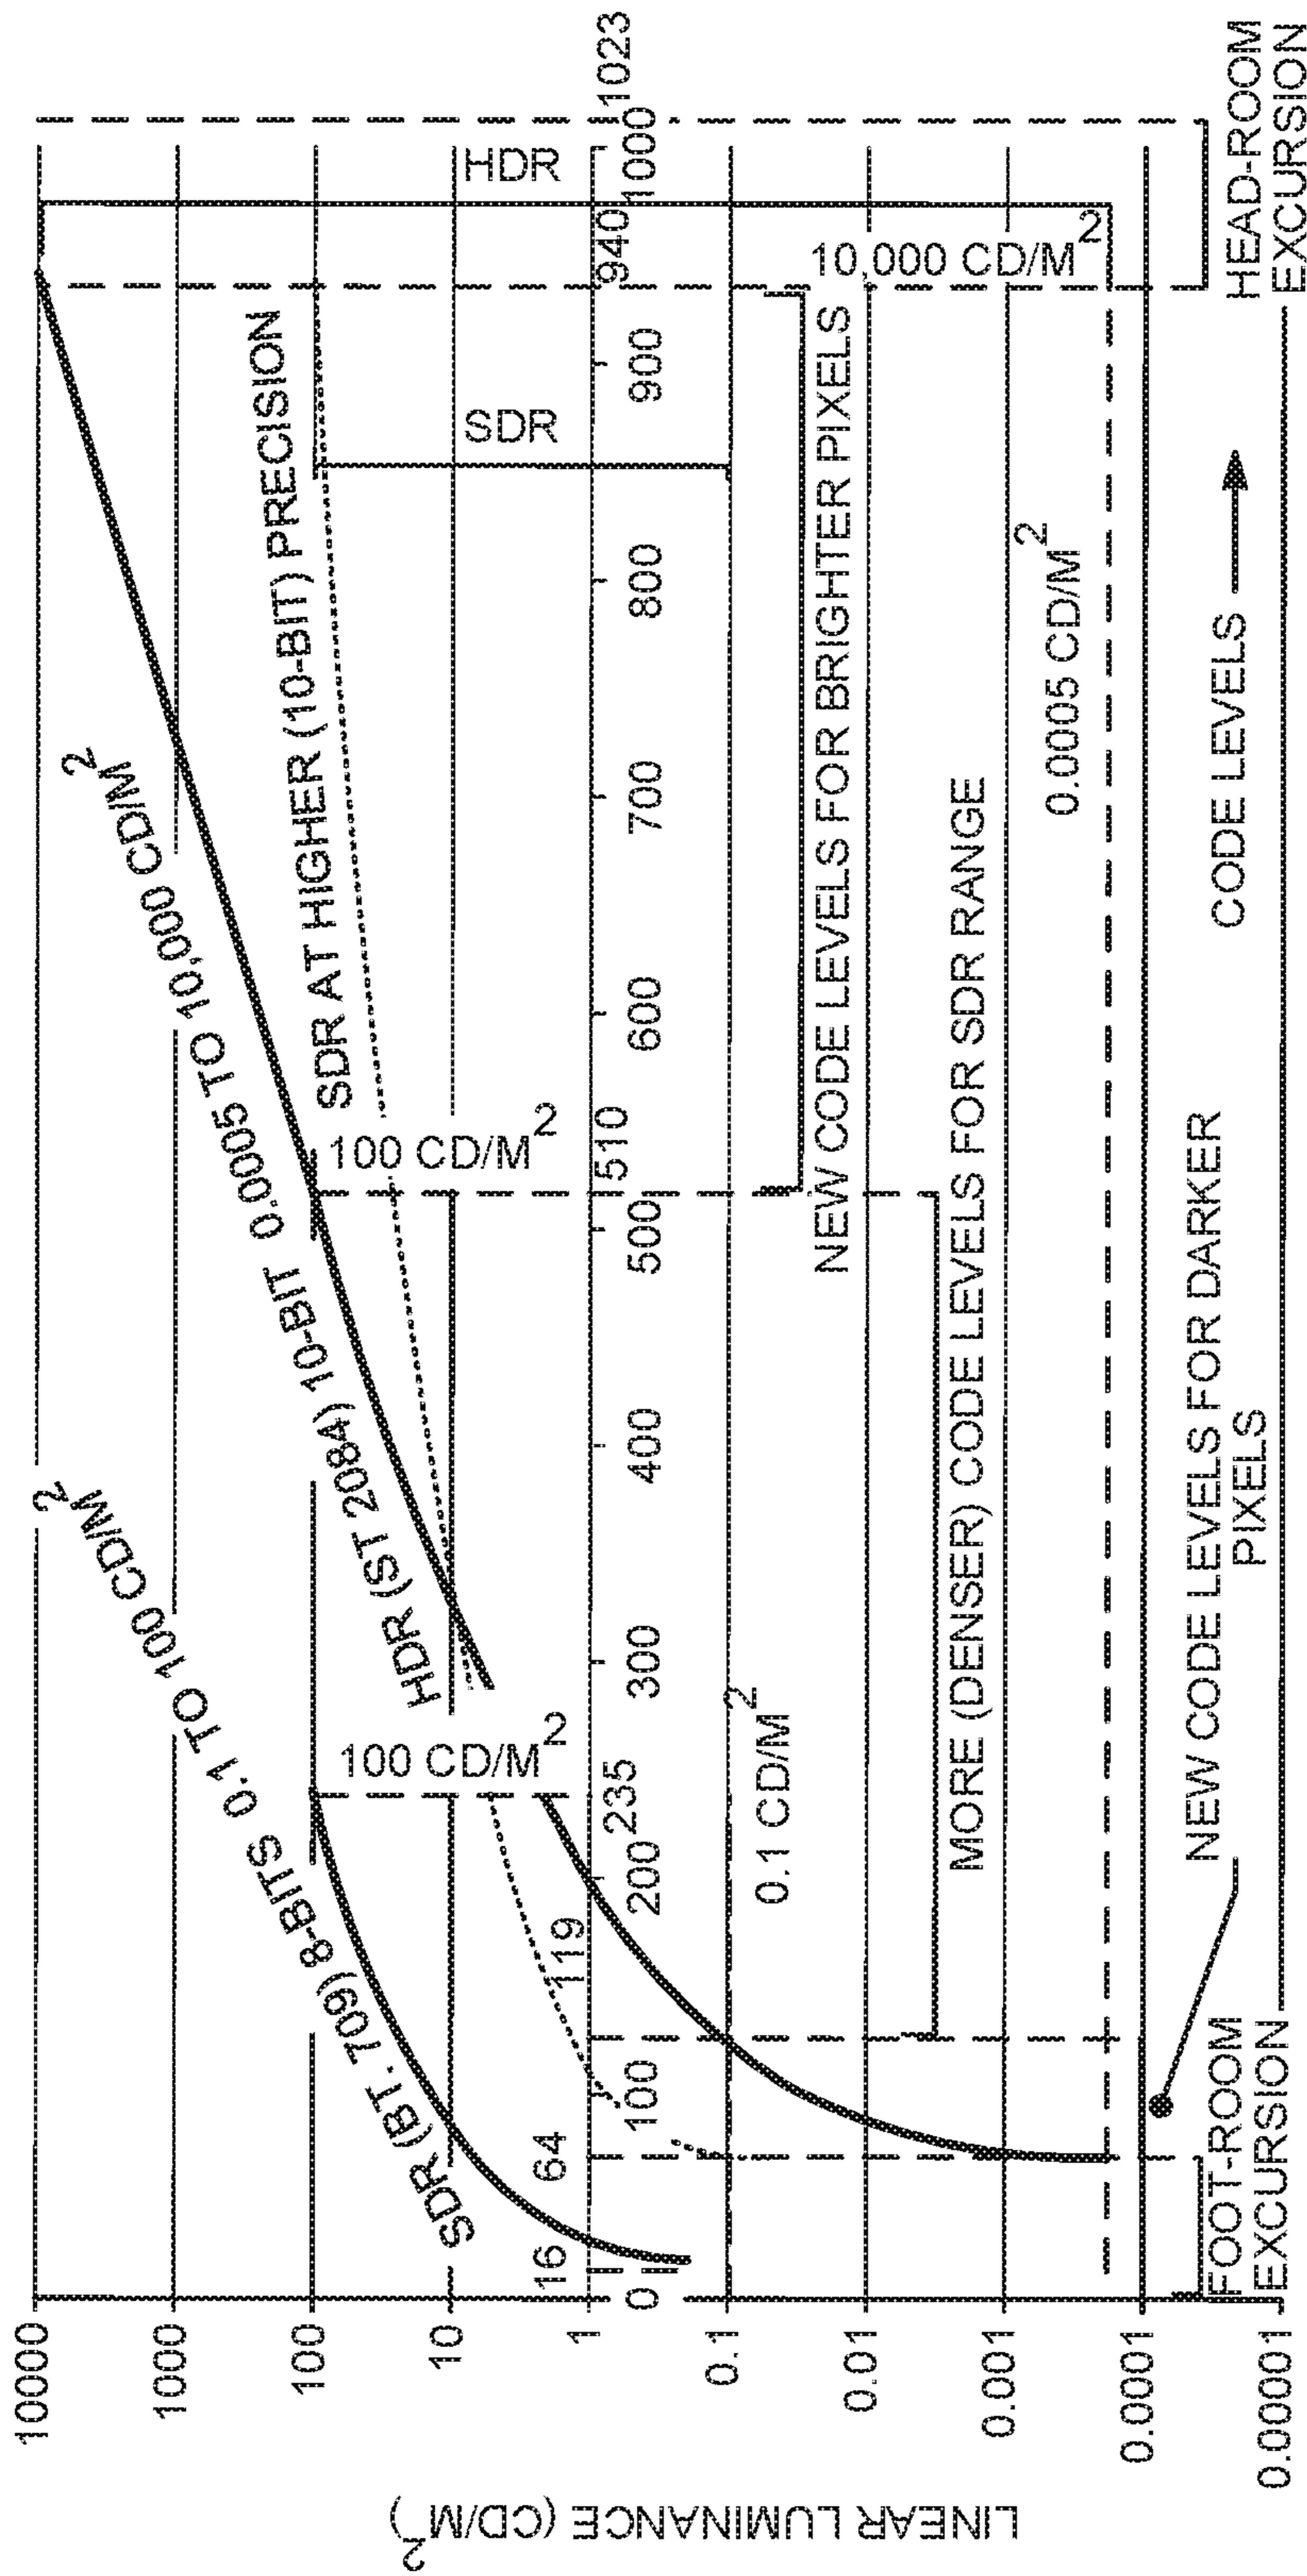 LINEAR LUMINANCE (CD/M²)
10000
1000
100
10
1
0.1
0.01
0.001
0.0001
0.00001
SDR (BT. 709) 8-BITS 0.1 TO 100 CD/M²
HDR (ST 2084) 10-BIT 0.0005 TO 10,000 CD/M²
SDR AT HIGHER (10-BIT) PRECISION
100 CD/M²
100 CD/M²
SDR
HDR
16
64
119
235
510
940
1023
0
100
200
300
400
500
600
700
800
900
1000
0.1 CD/M²
10,000 CD/M²
NEW CODE LEVELS FOR BRIGHTER PIXELS
MORE (DENSER) CODE LEVELS FOR SDR RANGE
0.0005 CD/M²
NEW CODE LEVELS FOR DARKER
PIXELS
CODE LEVELS
FOOT-ROOM
EXCURSION
HEAD-ROOM
EXCURSION